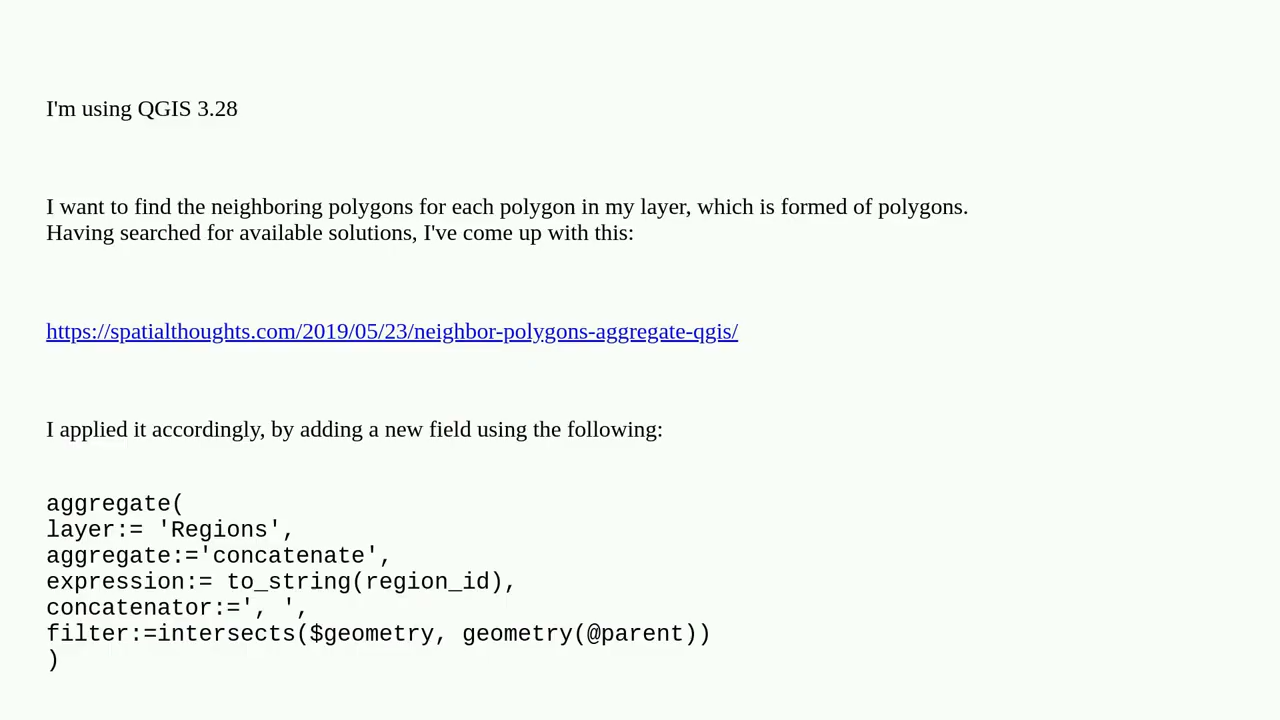 I'm using QGIS 3.28
I want to find the neighboring polygons for each polygon in my layer, which is formed of polygons.
Having searched for available solutions, I've come up with this:
https://spatialthoughts.com/2019/05/23/neighbor-polygons-aggregate-qgis/
I applied it accordingly, by adding a new field using the following:
aggregate(
layer:= 'Regions',
aggregate:='concatenate',
expression:= to_string(region_id),
concatenator:=', ',
filter:=intersects($geometry, geometry(@parent))
)